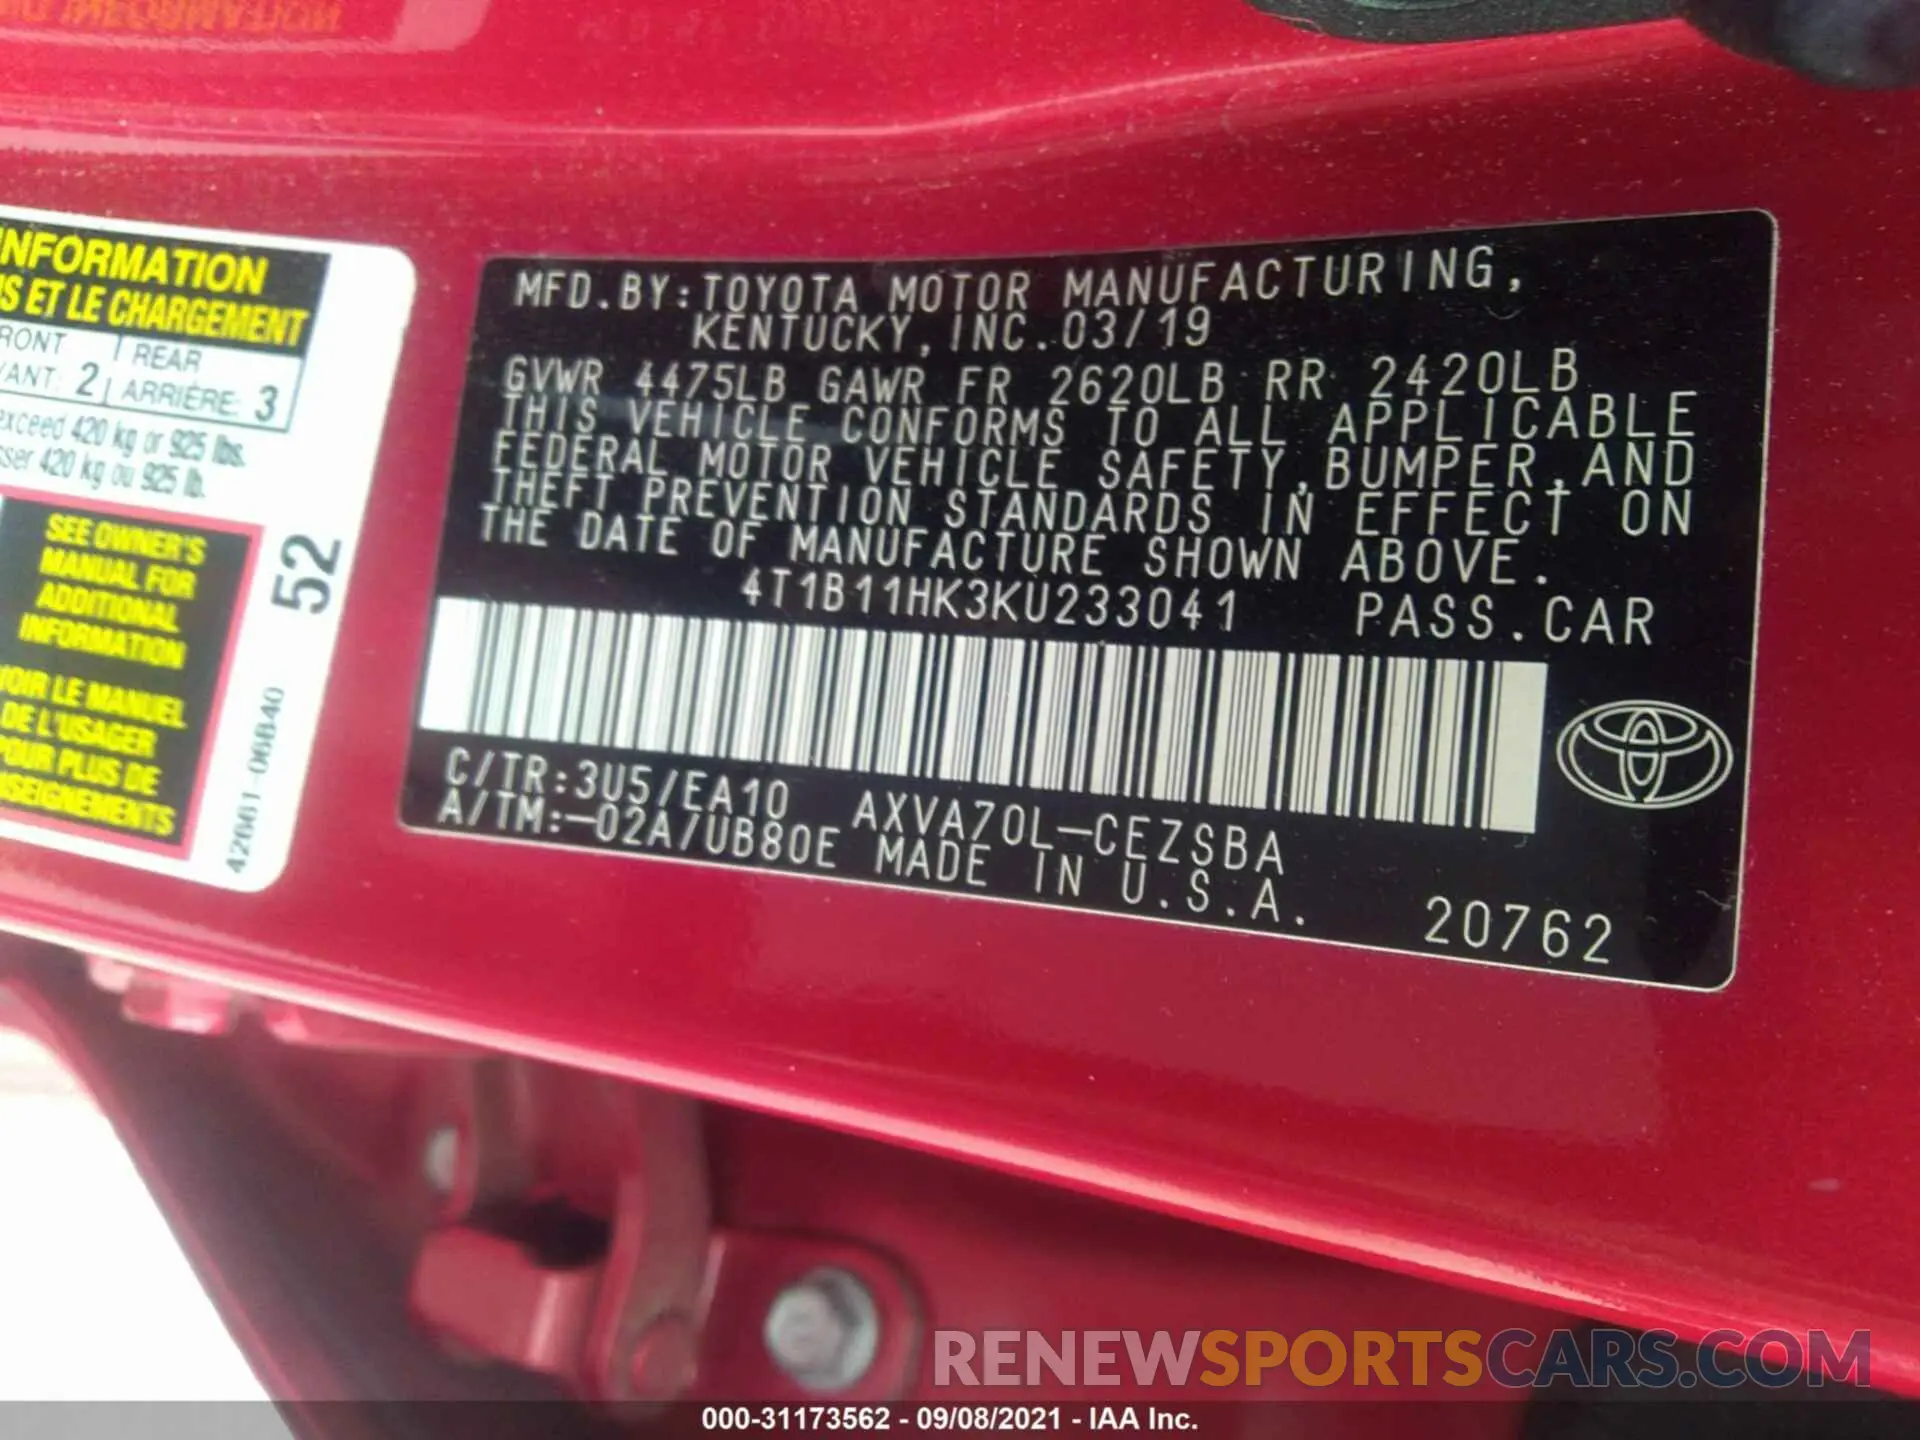 INFORMATION
S ET LE CHARGEMENT
RONT REAR
ANT: 2 ARRIÈRE: 3
exceed 420 kg or 925 lbs.
ser 420 kg ou 925 lb.
SEE OWNER'S
MANUAL FOR
ADDITIONAL
INFORMATION
OIR LE MANUEL
DE L'USAGER
POUR PLUS DE
SEIGNEMENTS
52
42661-06B40
MFD.BY:TOYOTA MOTOR MANUFACTURING,
KENTUCKY,INC.03/19
GVWR 4475LB GAWR FR 2620LB RR 2420LB
THIS VEHICLE CONFORMS TO ALL APPLICABLE
FEDERAL MOTOR VEHICLE SAFETY,BUMPER,AND
THEFT PREVENTION STANDARDS IN EFFECT ON
THE DATE OF MANUFACTURE SHOWN ABOVE.
4T1B11HK3KU233041 PASS.CAR
C/TR:3U5/EA10 AXVA70L-CEZSBA
A/TM:-02A/UB80E MADE IN U.S.A.
20762
RENEWSPORTSCARS.COM
000-31173562 - 09/08/2021 - IAA Inc.